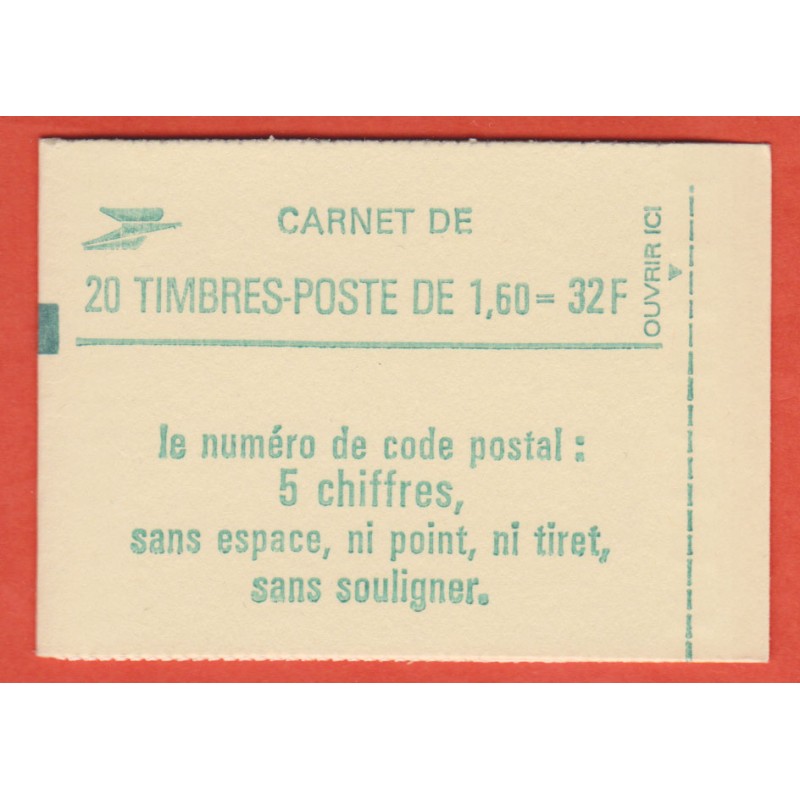 CARNET DE
20 TIMBRES-POSTE DE 1,60 = 32F
OUVRIR ICI
le numéro de code postal :
5 chiffres,
sans espace, ni point, ni tiret,
sans souligner.